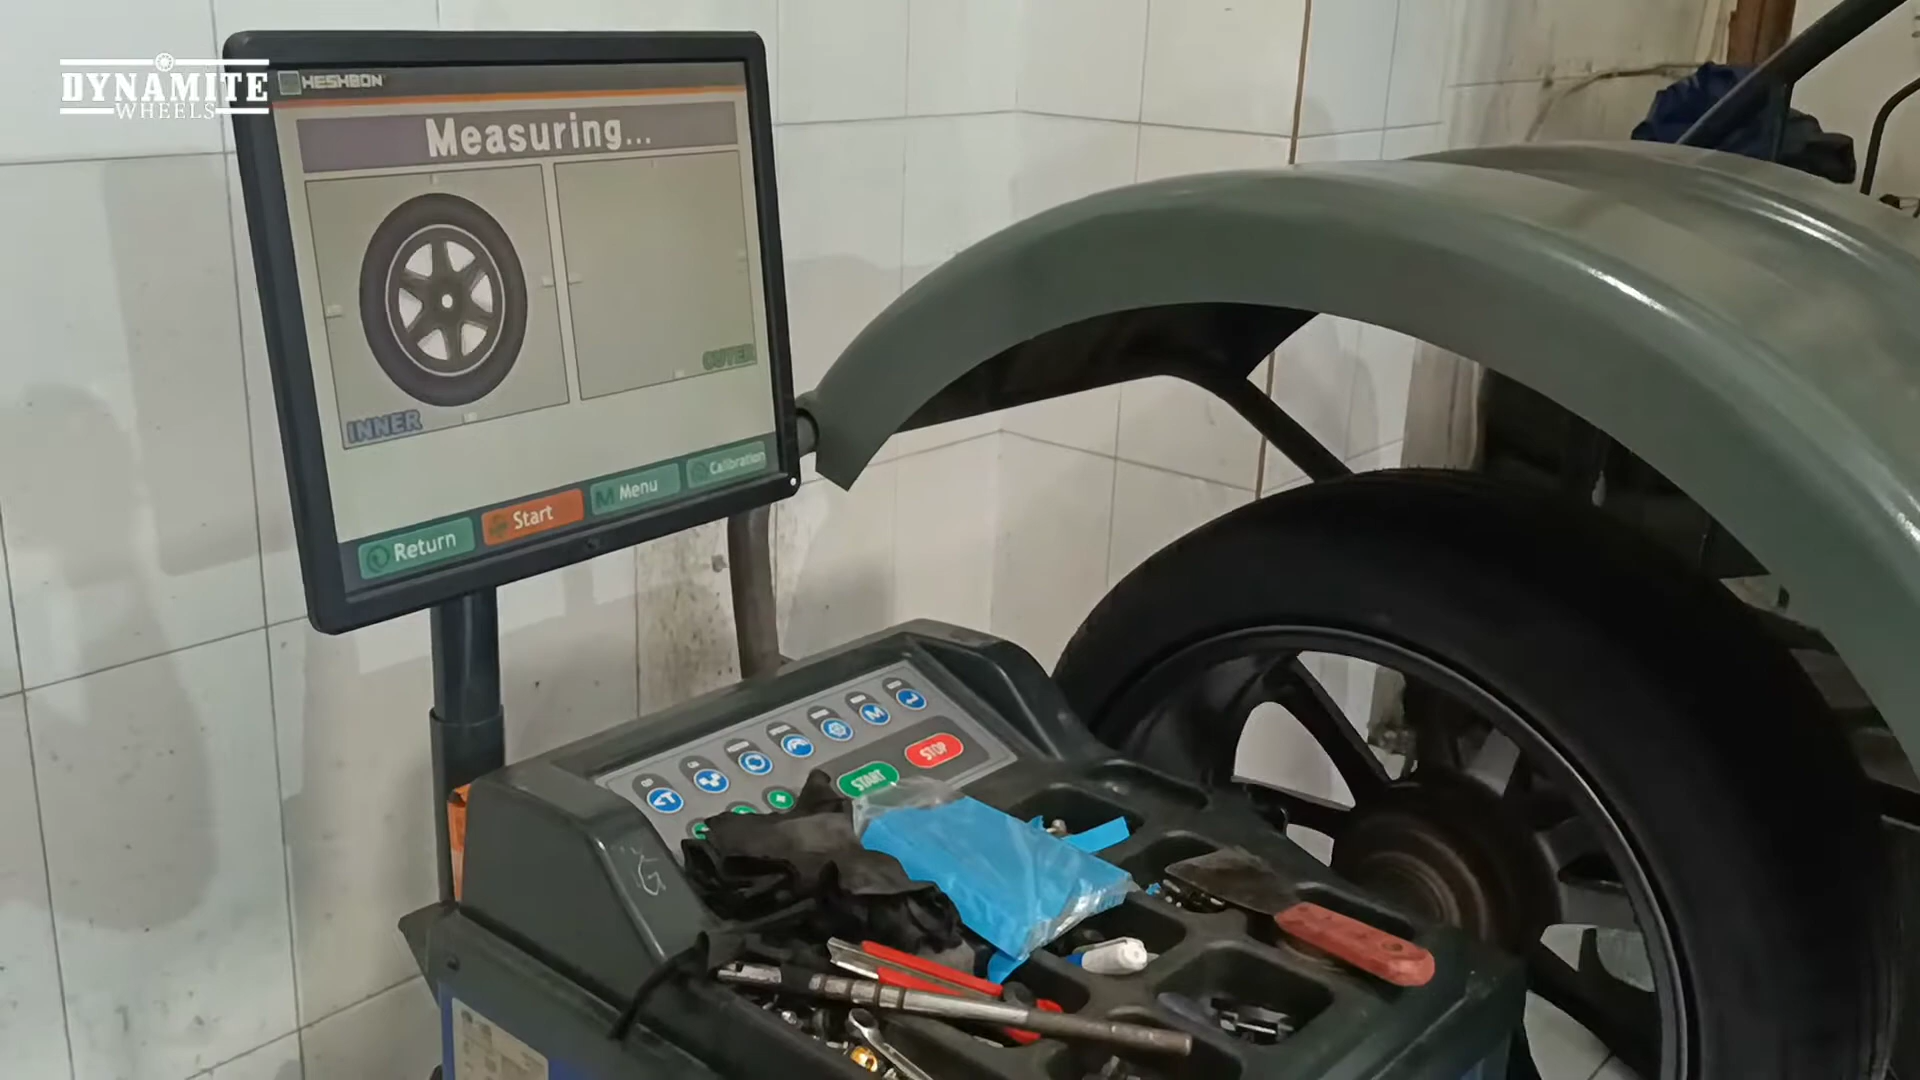 DYNAMITE
WHEELS
HESHBON
Measuring...
INNER
OUTER
Return
Start
M Menu
Calibration
M
START
STOP